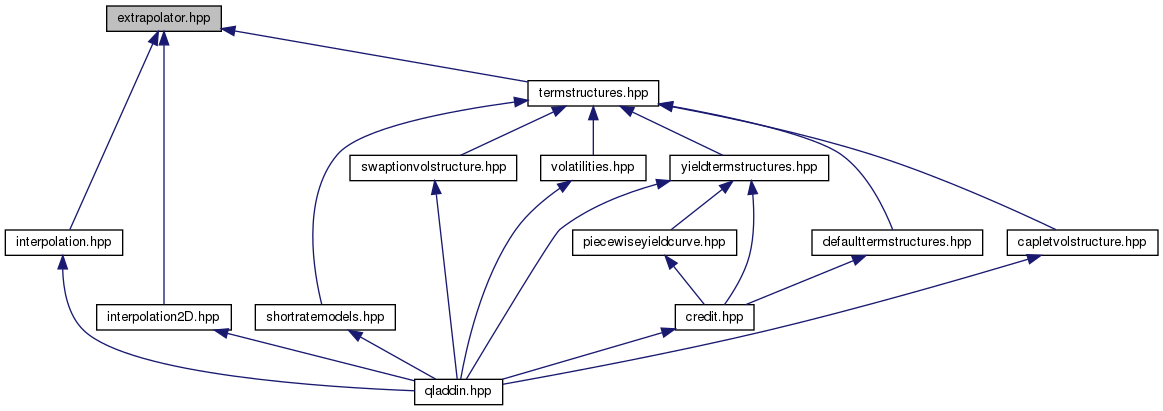 extrapolator.hpp
termstructures.hpp
swaptionvolstructure.hpp
volatilities.hpp
yieldtermstructures.hpp
interpolation.hpp
piecewiseyieldcurve.hpp
defaulttermstructures.hpp
capletvolstructure.hpp
interpolation2D.hpp
shortratemodels.hpp
credit.hpp
qladdin.hpp